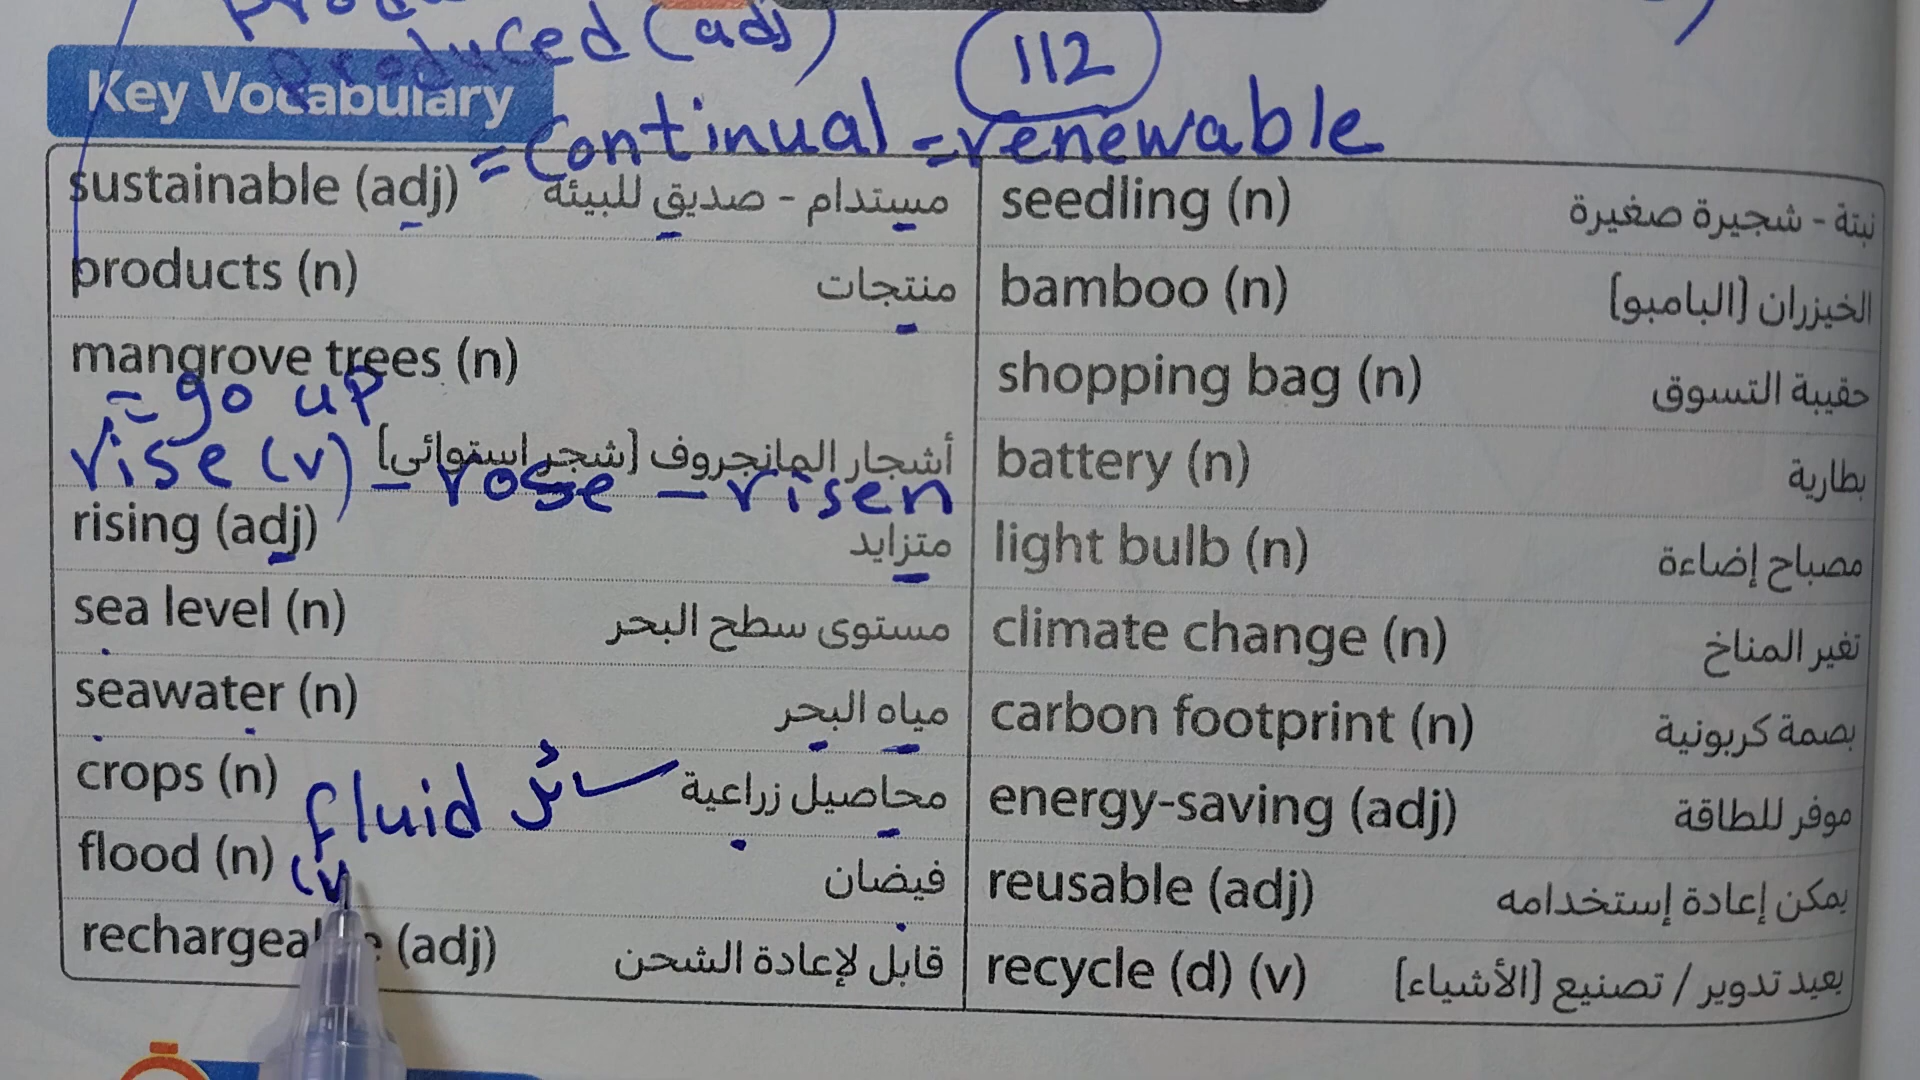 produced (adj)
112
Key Vocabulary
= Continual = renewable
sustainable (adj) مستدام - صديق للبيئة
products (n) منتجات
mangrove trees (n)
= go up
أشجار المانجروف [شجر استوائي]
rise (v) - rose - risen
rising (adj) متزايد
sea level (n) مستوى سطح البحر
seawater (n) مياه البحر
crops (n) محاصيل زراعية
fluid سائل
flood (n) (v) فيضان
rechargeable (adj) قابل لإعادة الشحن
seedling (n) نبتة - شجيرة صغيرة
bamboo (n) الخيزران [البامبو]
shopping bag (n) حقيبة التسوق
battery (n) بطارية
light bulb (n) مصباح إضاءة
climate change (n) تغير المناخ
carbon footprint (n) بصمة كربونية
energy-saving (adj) موفر للطاقة
reusable (adj) يمكن إعادة إستخدامه
recycle (d) (v) يعيد تدوير / تصنيع [الأشياء]